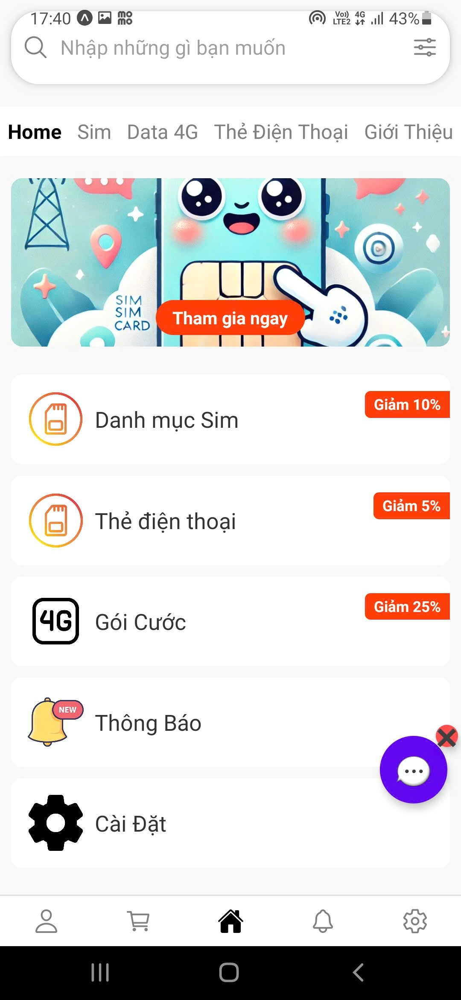 17:40
mo
mo
Vo)) 4G
LTE2
43%
Nhập những gì bạn muốn
Home Sim Data 4G Thẻ Điện Thoại Giới Thiệu
SIM
SIM
CARD
Tham gia ngay
Giảm 10%
Danh mục Sim
Giảm 5%
Thẻ điện thoại
Giảm 25%
4G
Gói Cước
NEW
Thông Báo
Cài Đặt